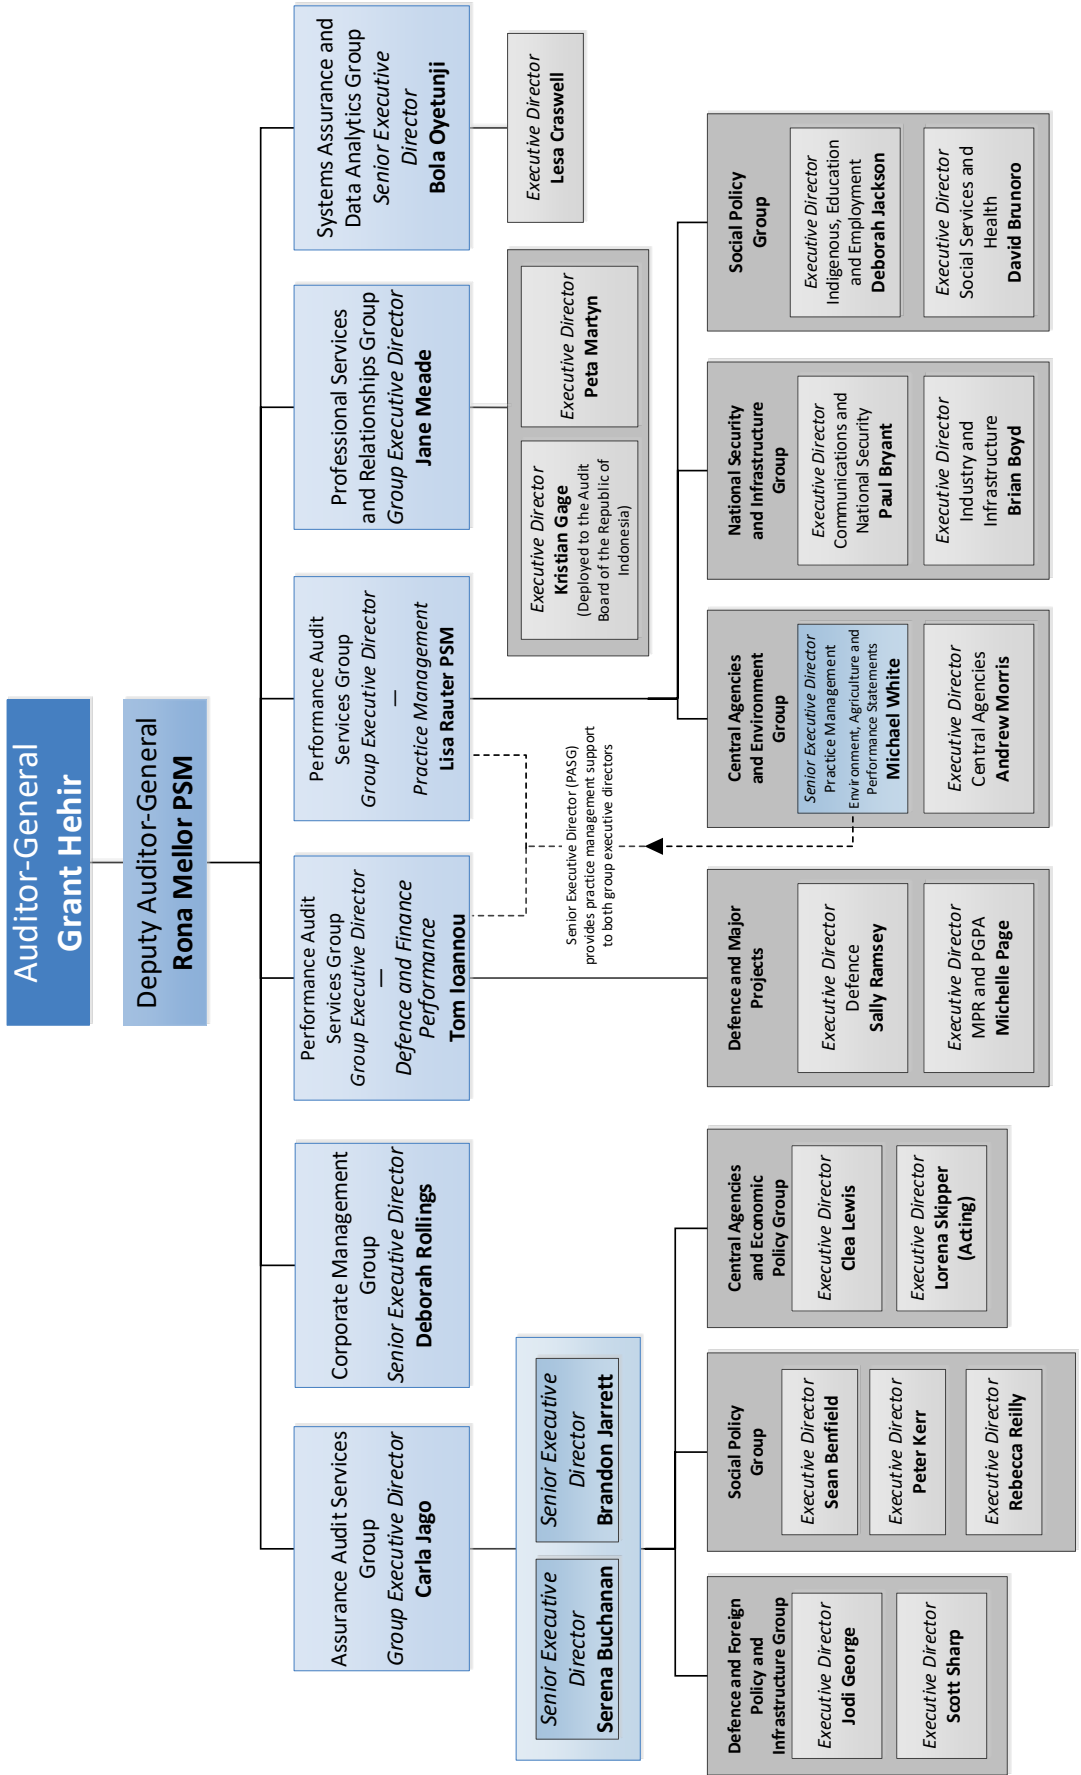 Auditor-General
Grant Hehir
Deputy Auditor-General
Rona Mellor PSM
Assurance Audit Services
Group
Group Executive Director
Carla Jago
Corporate Management
Group
Senior Executive Director
Deborah Rollings
Performance Audit
Services Group
Group Executive Director
—
Defence and Finance
Performance
Tom Ioannou
Performance Audit
Services Group
Group Executive Director
—
Practice Management
Lisa Rauter PSM
Professional Services
and Relationships Group
Group Executive Director
Jane Meade
Systems Assurance and
Data Analytics Group
Senior Executive
Director
Bola Oyetunji
Senior Executive
Director
Serena Buchanan
Senior Executive
Director
Brandon Jarrett
Executive Director
Kristian Gage
(Deployed to the Audit
Board of the Republic of
Indonesia)
Executive Director
Peta Martyn
Executive Director
Lesa Craswell
Senior Executive Director (PASG)
provides practice management support
to both group executive directors
Defence and Foreign
Policy and
Infrastructure Group
Executive Director
Jodi George
Executive Director
Scott Sharp
Social Policy
Group
Executive Director
Sean Benfield
Executive Director
Peter Kerr
Executive Director
Rebecca Reilly
Central Agencies
and Economic
Policy Group
Executive Director
Clea Lewis
Executive Director
Lorena Skipper
(Acting)
Defence and Major
Projects
Executive Director
Defence
Sally Ramsey
Executive Director
MPR and PGPA
Michelle Page
Central Agencies
and Environment
Group
Senior Executive Director
Practice Management
Environment, Agriculture and
Performance Statements
Michael White
Executive Director
Central Agencies
Andrew Morris
National Security
and Infrastructure
Group
Executive Director
Communications and
National Security
Paul Bryant
Executive Director
Industry and
Infrastructure
Brian Boyd
Social Policy
Group
Executive Director
Indigenous, Education
and Employment
Deborah Jackson
Executive Director
Social Services and
Health
David Brunoro